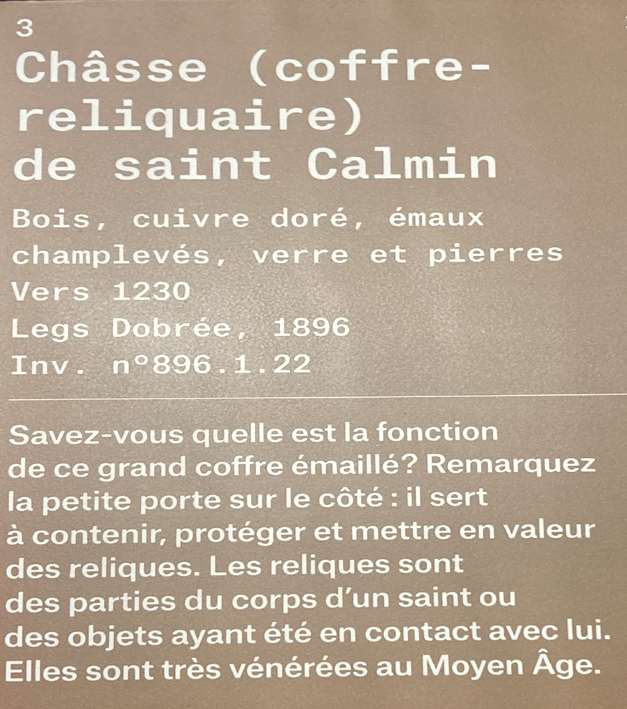 3
Châsse (coffre-
reliquaire)
de saint Calmin
Bois, cuivre doré, émaux
champlevés, verre et pierres
Vers 1230
Legs Dobrée, 1896
Inv. n°896.1.22
Savez-vous quelle est la fonction
de ce grand coffre émaillé? Remarquez
la petite porte sur le côté : il sert
à contenir, protéger et mettre en valeur
des reliques. Les reliques sont
des parties du corps d’un saint ou
des objets ayant été en contact avec lui.
Elles sont très vénérées au Moyen Âge.